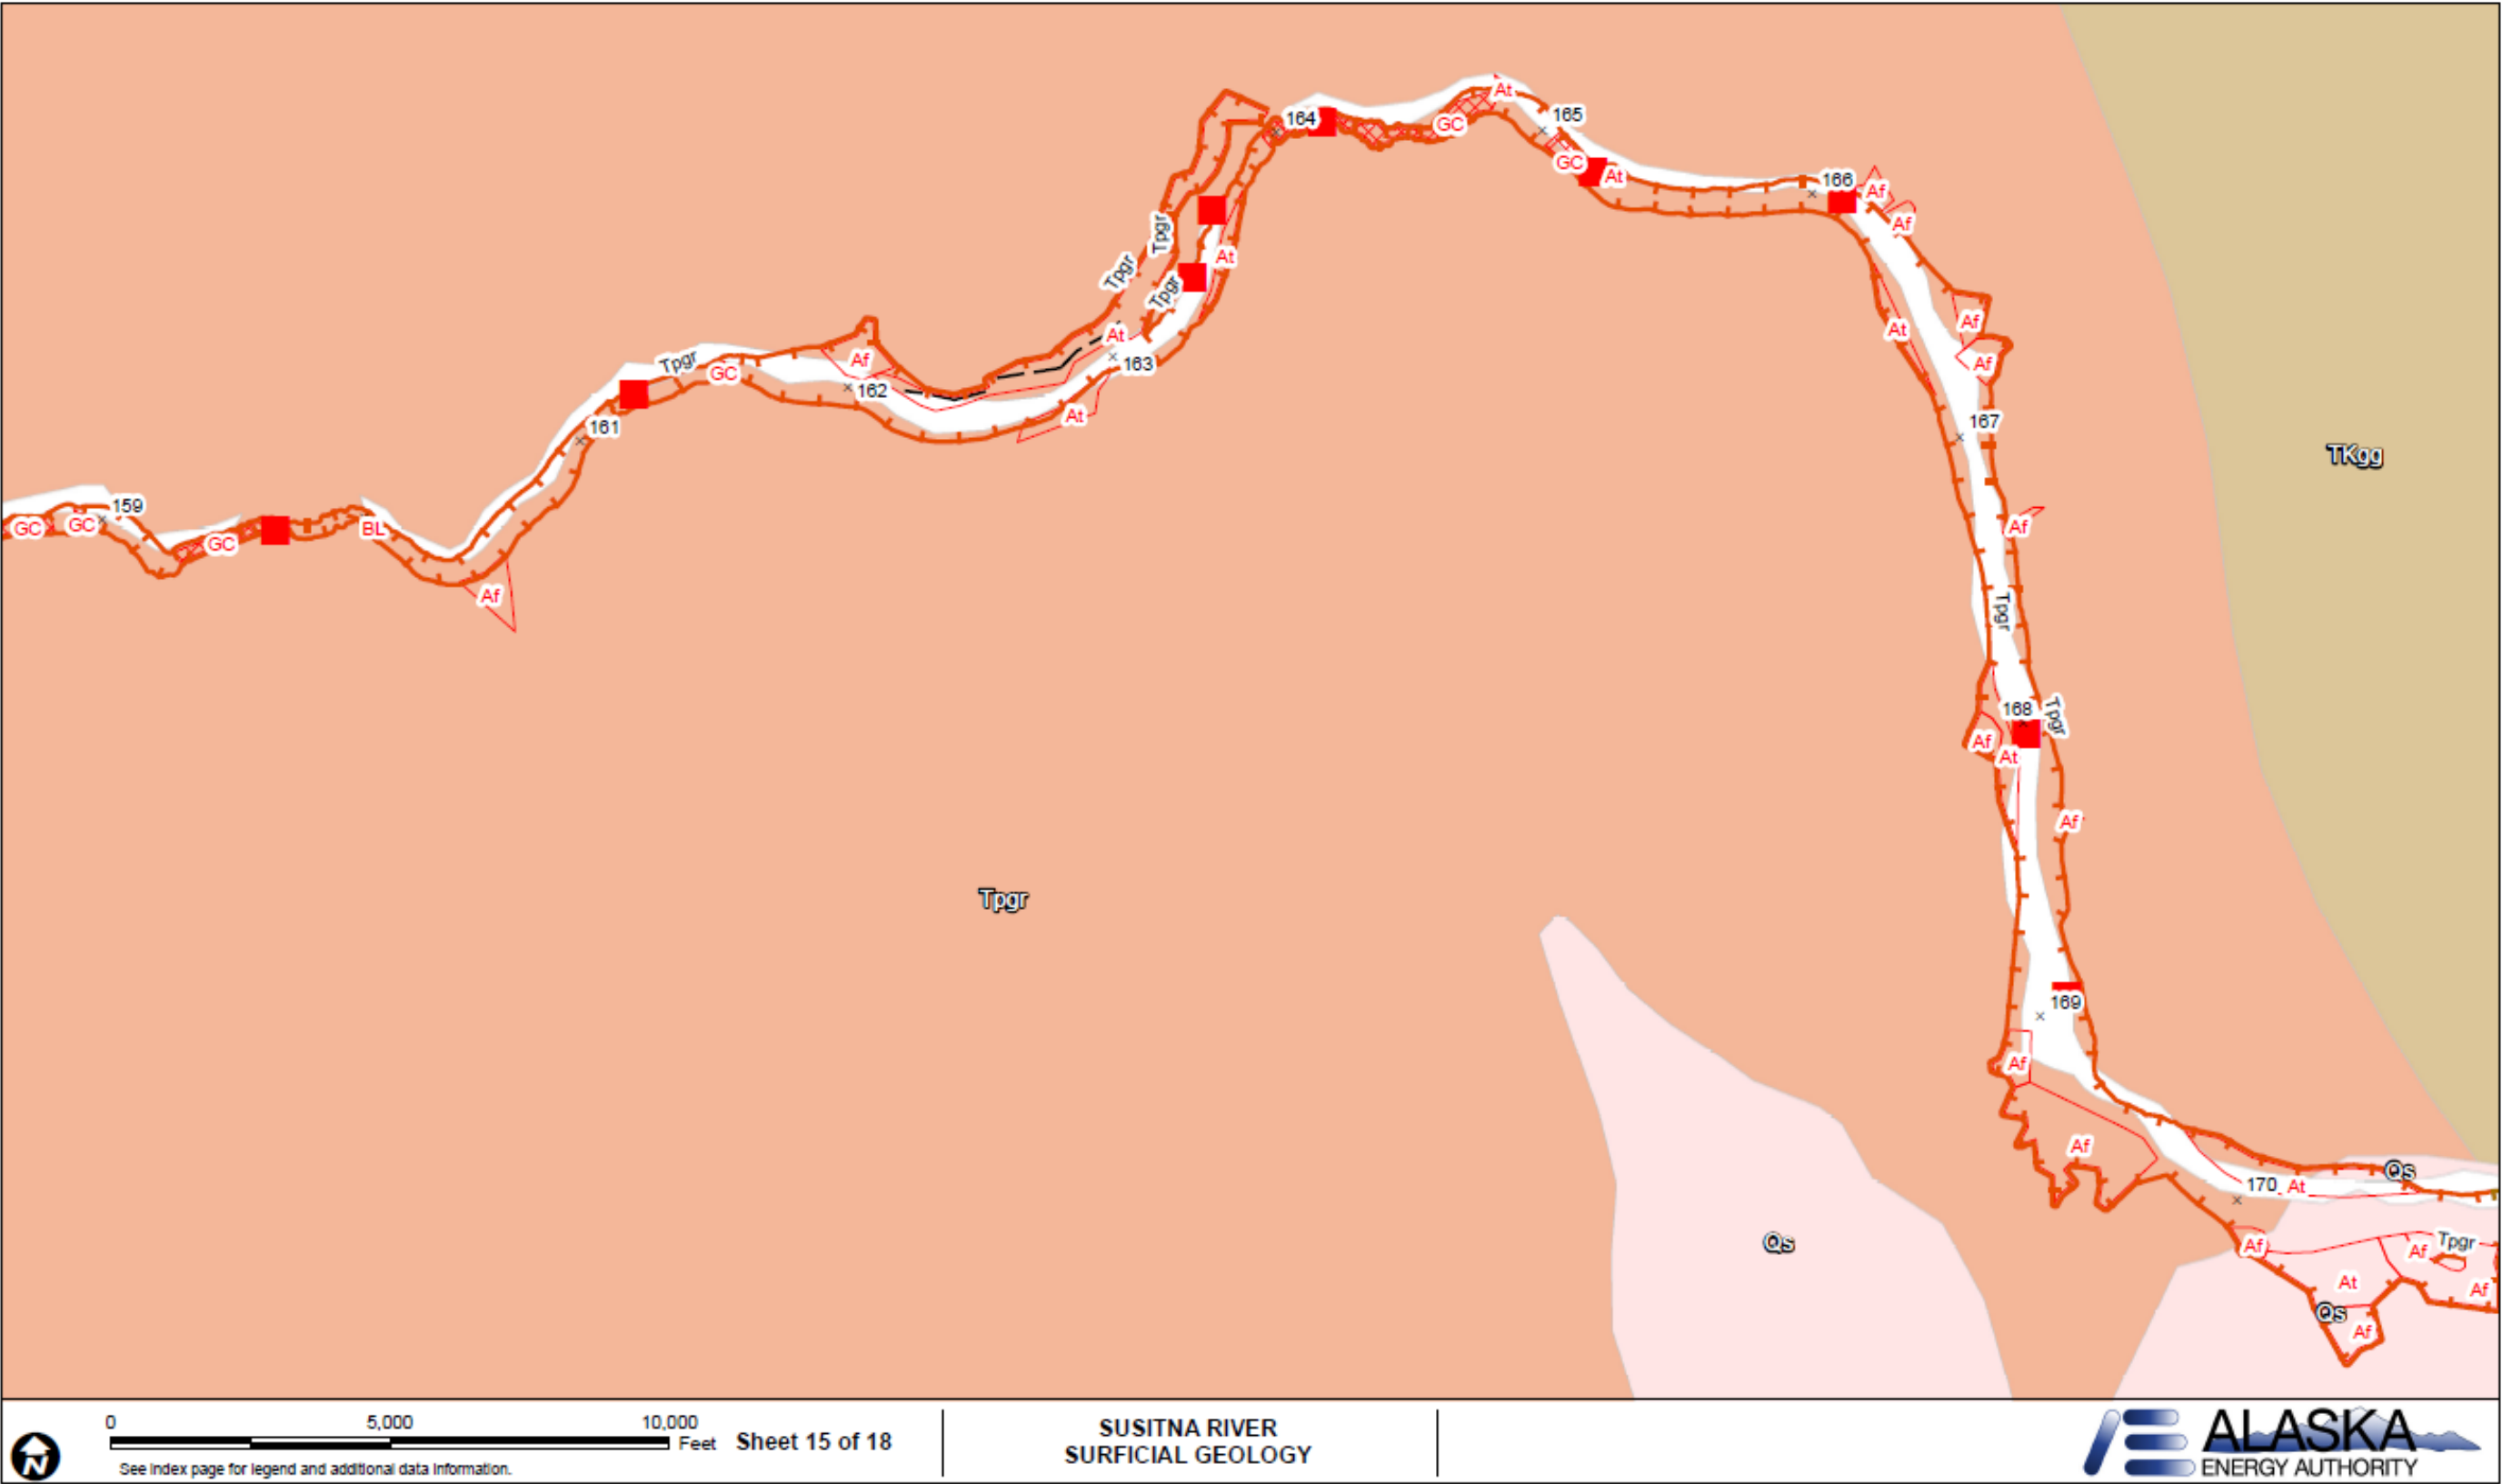 At
164
165
GC
GC
At
166
Af
Af
Tpgr
Tpgr
At
Tpgr
Af
At
At
163
Tpgr
GC
Af
Af
162
At
161
167
TKgg
159
GC
GC
GC
BL
Af
Af
Tpgr
168
Tpgr
Af
At
Af
Tpgr
169
Af
Af
Qs
170
At
Qs
Af
Af
Tpgr
At
Af
Qs
Af
0
5,000
10,000
Feet
Sheet 15 of 18
See index page for legend and additional data information.
SUSITNA RIVER
SURFICIAL GEOLOGY
N
ALASKA
ENERGY AUTHORITY